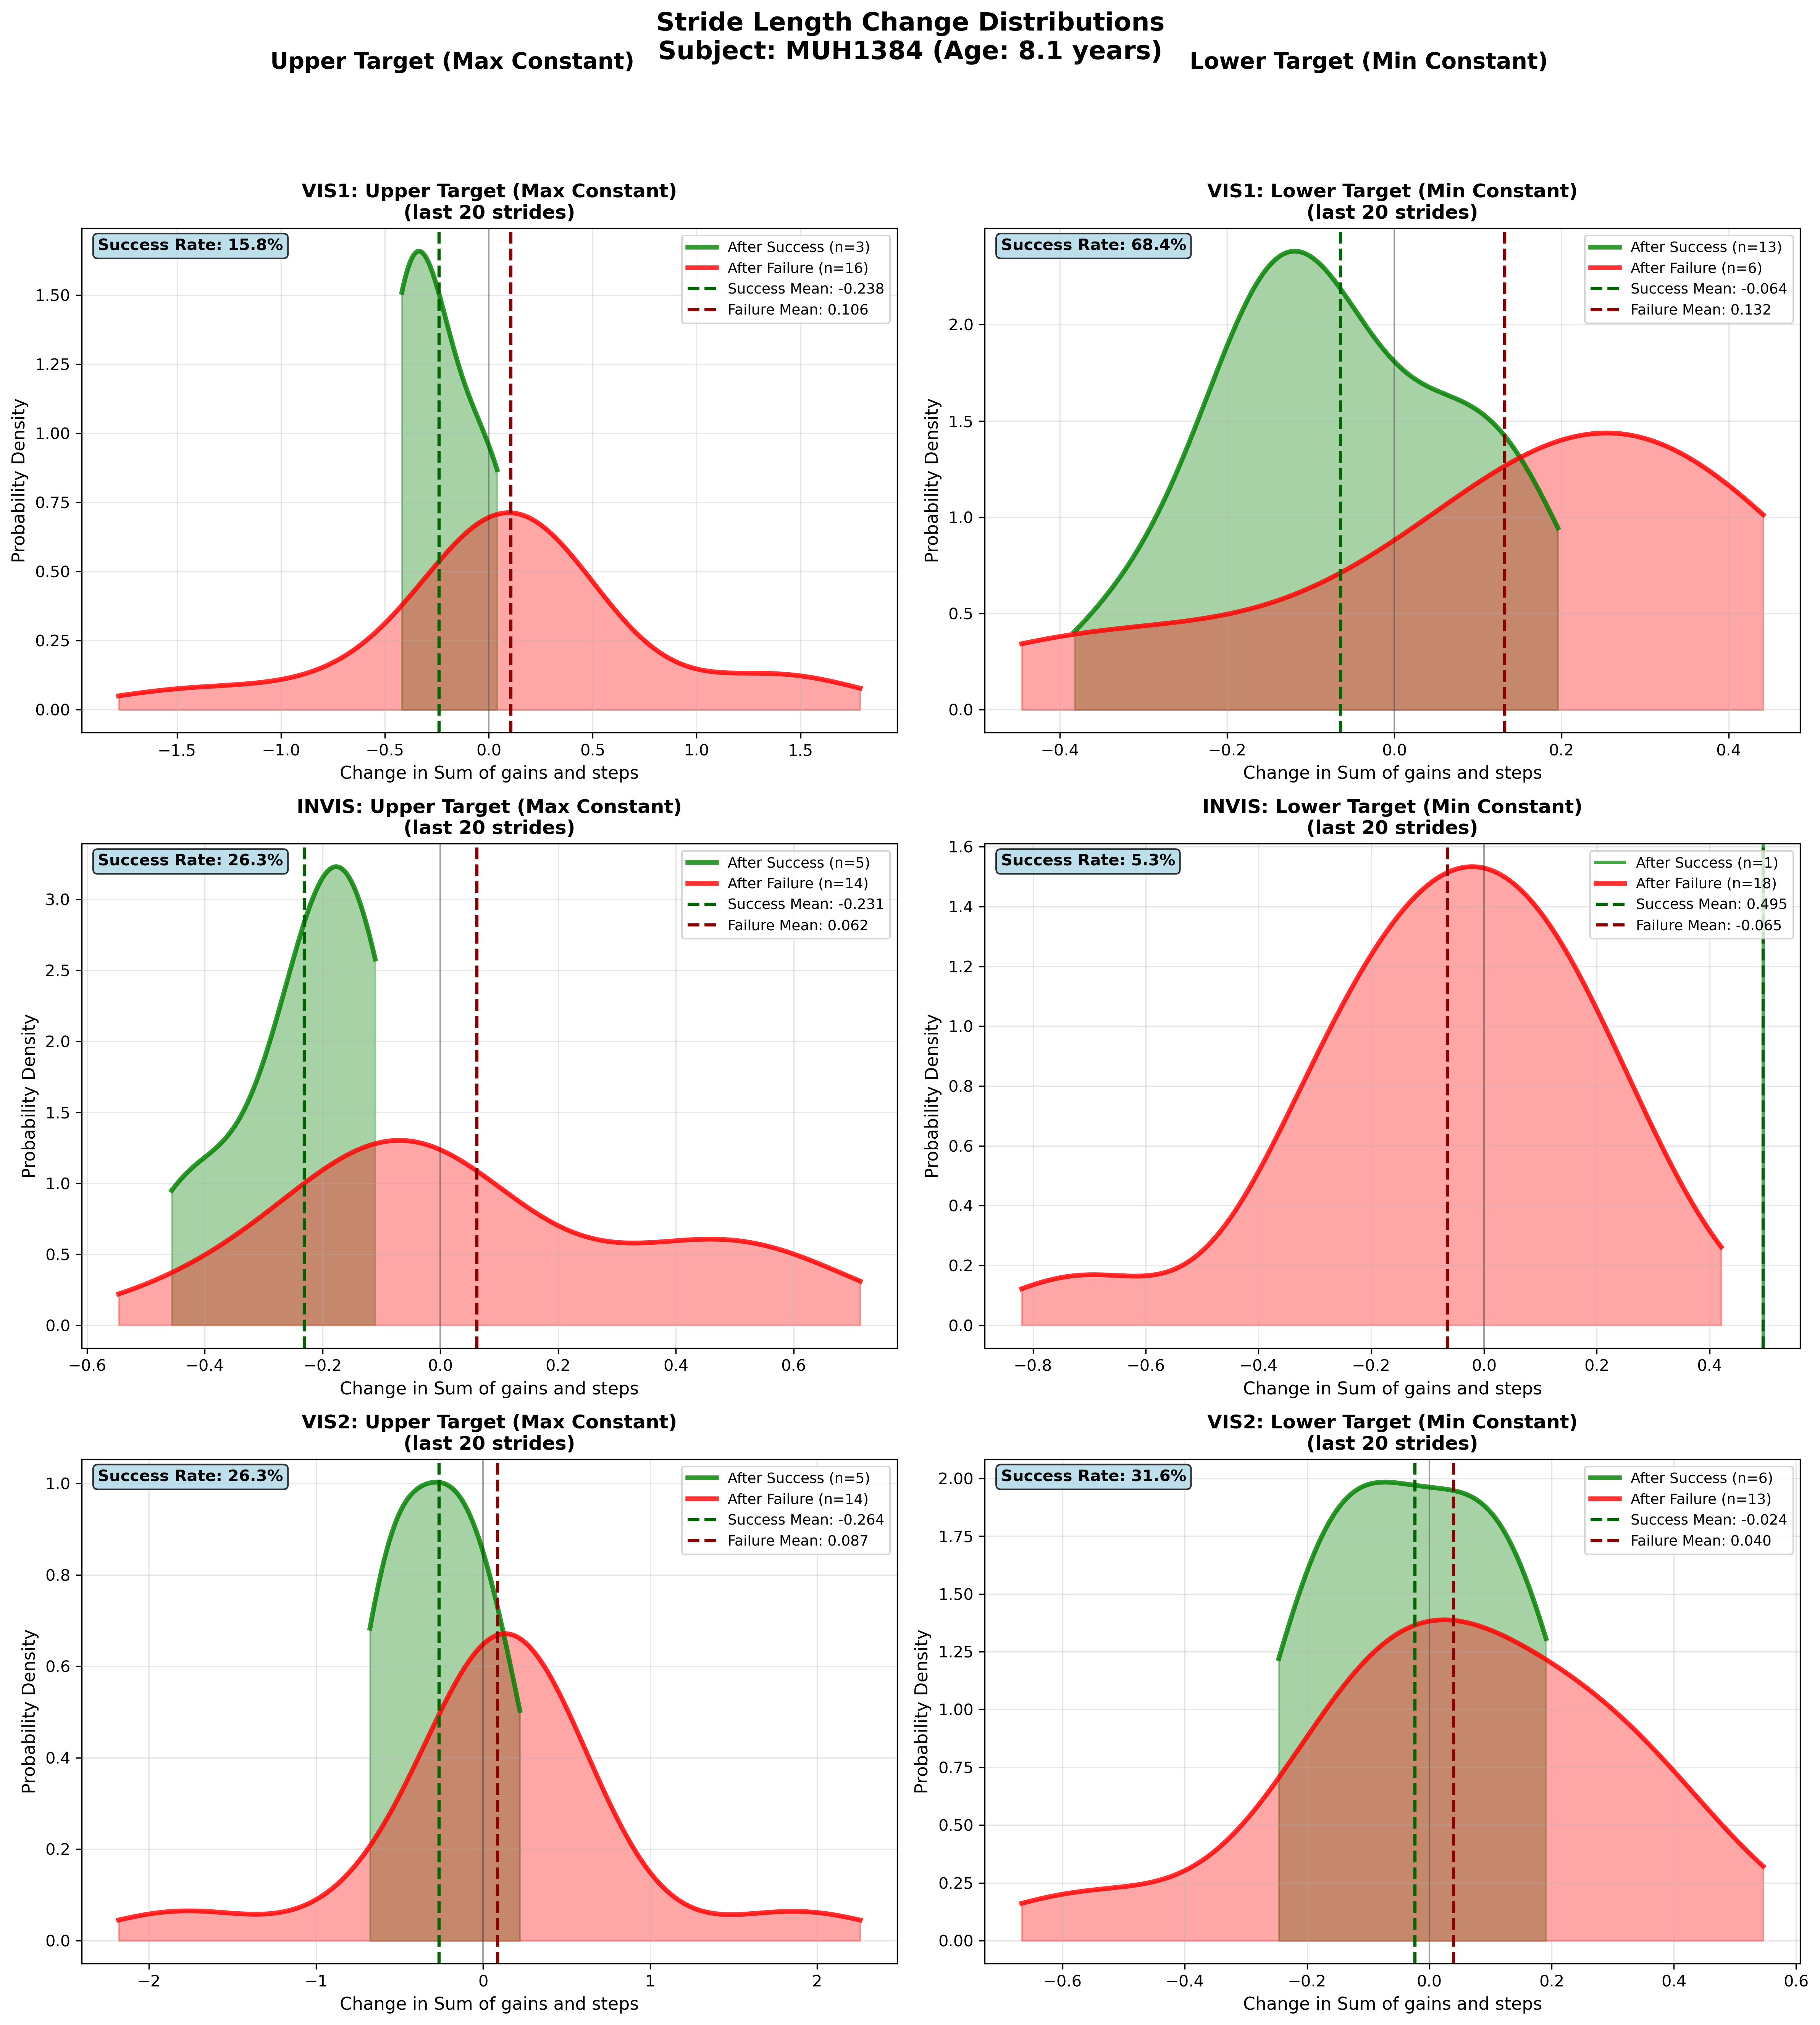 Stride Length Change Distributions
Subject: MUH1384 (Age: 8.1 years)
Upper Target (Max Constant)
Lower Target (Min Constant)
VIS1: Upper Target (Max Constant)
(last 20 strides)
Success Rate: 15.8%
After Success (n=3)
After Failure (n=16)
Success Mean: -0.238
Failure Mean: 0.106
Probability Density
0.00
0.25
0.50
0.75
1.00
1.25
1.50
−1.5
−1.0
−0.5
0.0
0.5
1.0
1.5
Change in Sum of gains and steps
VIS1: Lower Target (Min Constant)
(last 20 strides)
Success Rate: 68.4%
After Success (n=13)
After Failure (n=6)
Success Mean: -0.064
Failure Mean: 0.132
Probability Density
0.0
0.5
1.0
1.5
2.0
−0.4
−0.2
0.0
0.2
0.4
Change in Sum of gains and steps
INVIS: Upper Target (Max Constant)
(last 20 strides)
Success Rate: 26.3%
After Success (n=5)
After Failure (n=14)
Success Mean: -0.231
Failure Mean: 0.062
Probability Density
0.0
0.5
1.0
1.5
2.0
2.5
3.0
−0.6
−0.4
−0.2
0.0
0.2
0.4
0.6
Change in Sum of gains and steps
INVIS: Lower Target (Min Constant)
(last 20 strides)
Success Rate: 5.3%
After Success (n=1)
After Failure (n=18)
Success Mean: 0.495
Failure Mean: -0.065
Probability Density
0.0
0.2
0.4
0.6
0.8
1.0
1.2
1.4
1.6
−0.8
−0.6
−0.4
−0.2
0.0
0.2
0.4
Change in Sum of gains and steps
VIS2: Upper Target (Max Constant)
(last 20 strides)
Success Rate: 26.3%
After Success (n=5)
After Failure (n=14)
Success Mean: -0.264
Failure Mean: 0.087
Probability Density
0.0
0.2
0.4
0.6
0.8
1.0
−2
−1
0
1
2
Change in Sum of gains and steps
VIS2: Lower Target (Min Constant)
(last 20 strides)
Success Rate: 31.6%
After Success (n=6)
After Failure (n=13)
Success Mean: -0.024
Failure Mean: 0.040
Probability Density
0.00
0.25
0.50
0.75
1.00
1.25
1.50
1.75
2.00
−0.6
−0.4
−0.2
0.0
0.2
0.4
0.6
Change in Sum of gains and steps